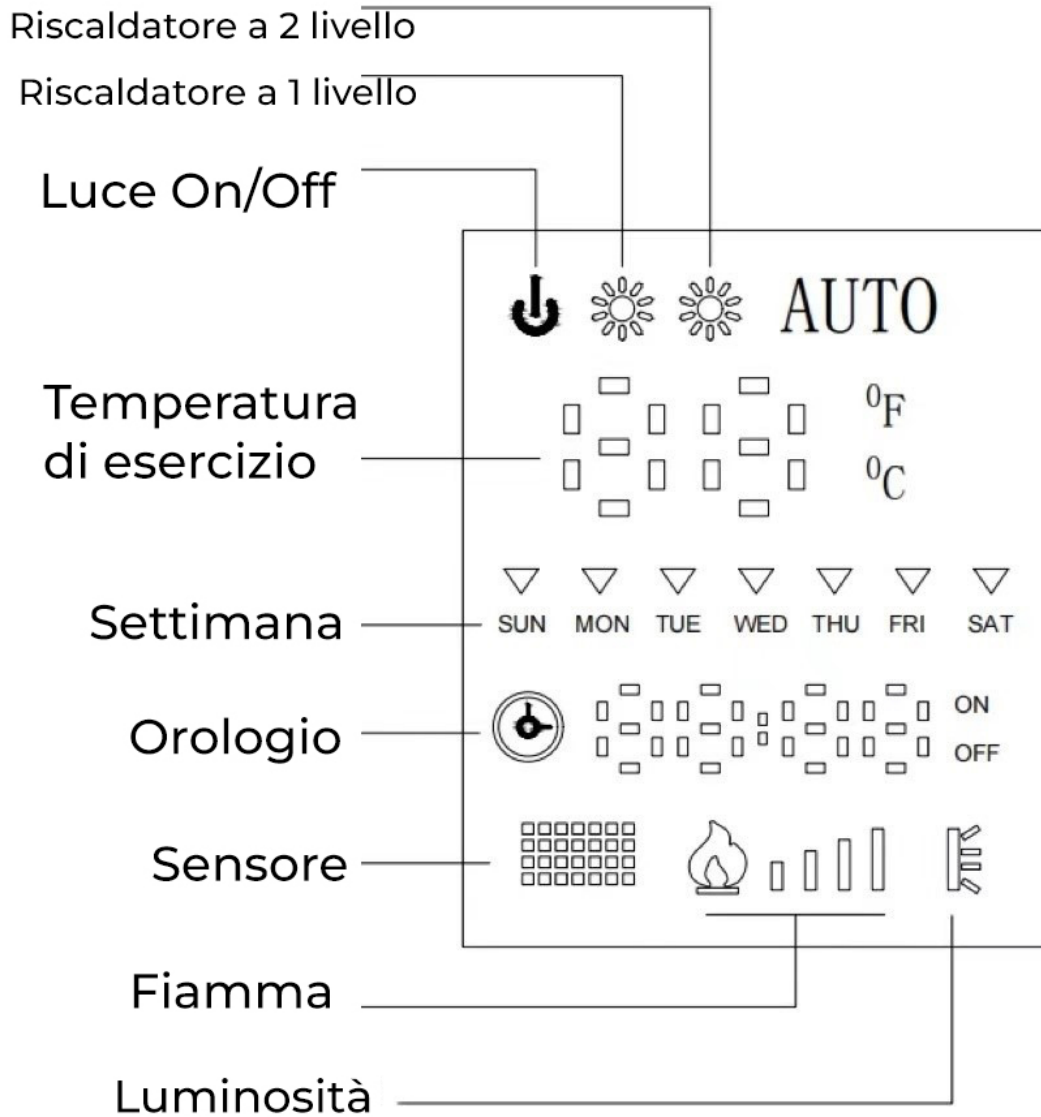 Riscaldatore a 2 livello
Riscaldatore a 1 livello
Luce On/Off
AUTO
Temperatura
di esercizio
⁰F
⁰C
Settimana
SUN MON TUE WED THU FRI SAT
Orologio
ON
OFF
Sensore
Fiamma
Luminosità